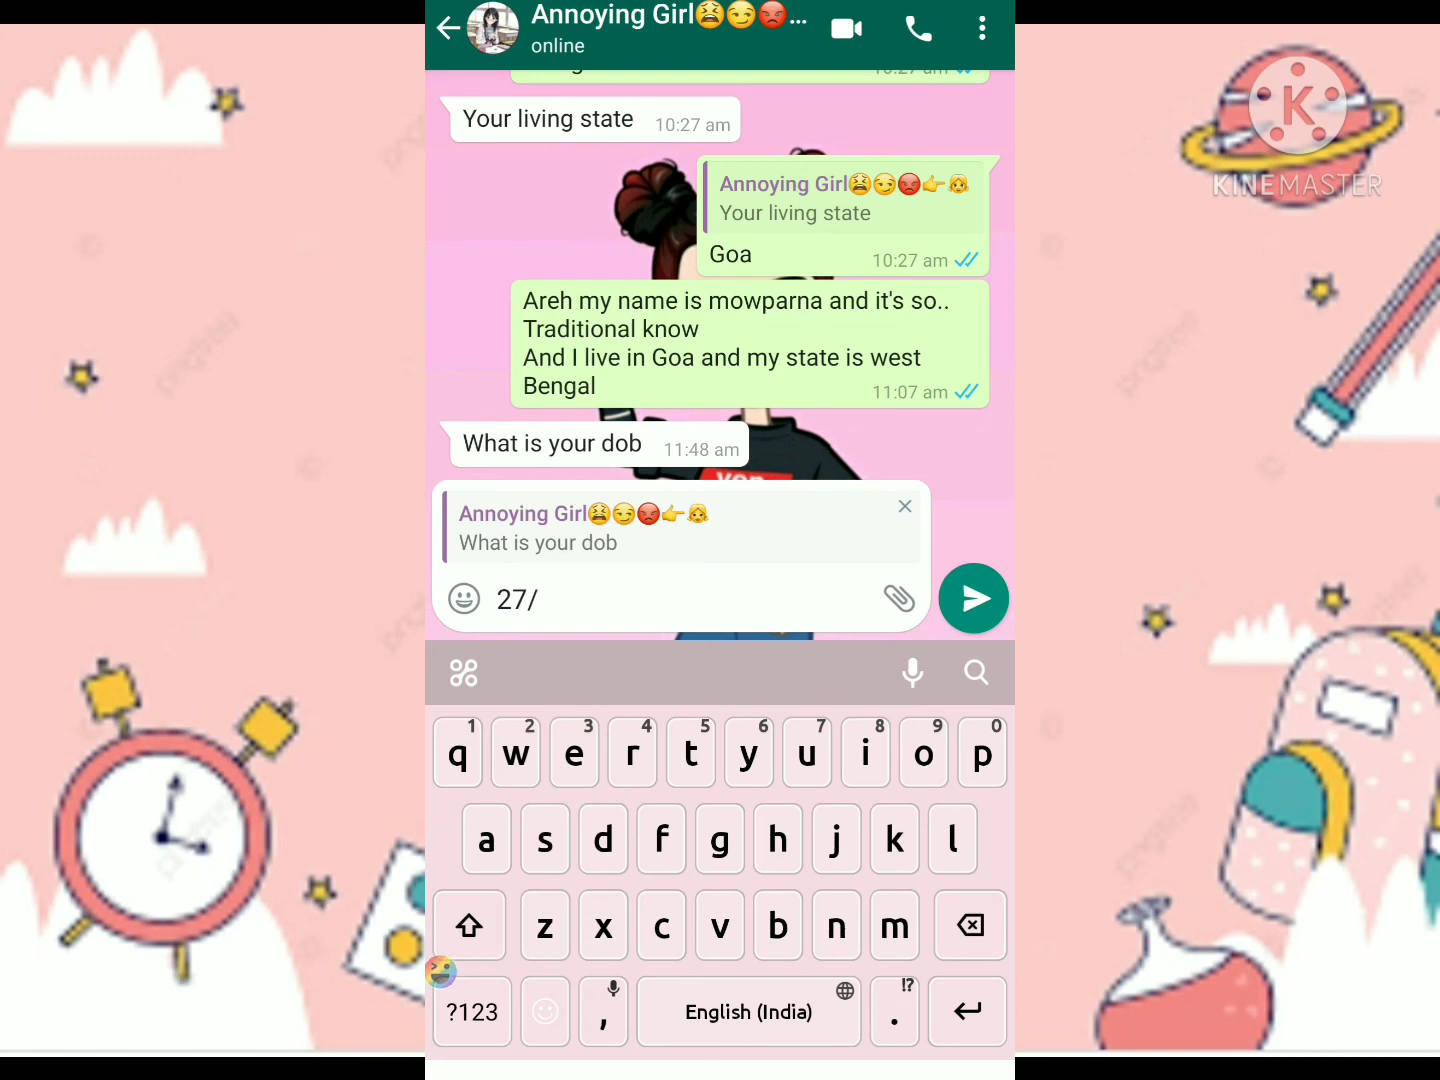 Annoying Girl😫😏😡...
online
Your living state 10:27 am
Annoying Girl😫😏😡👉👧
Your living state
Goa 10:27 am
Areh my name is mowparna and it's so..
Traditional know
And I live in Goa and my state is west
Bengal 11:07 am
What is your dob 11:48 am
Annoying Girl😫😏😡👉👧
What is your dob
27/
1 2 3 4 5 6 7 8 9 0
q w e r t y u i o p
a s d f g h j k l
z x c v b n m
!?
?123 , English (India) .
K
KINEMASTER